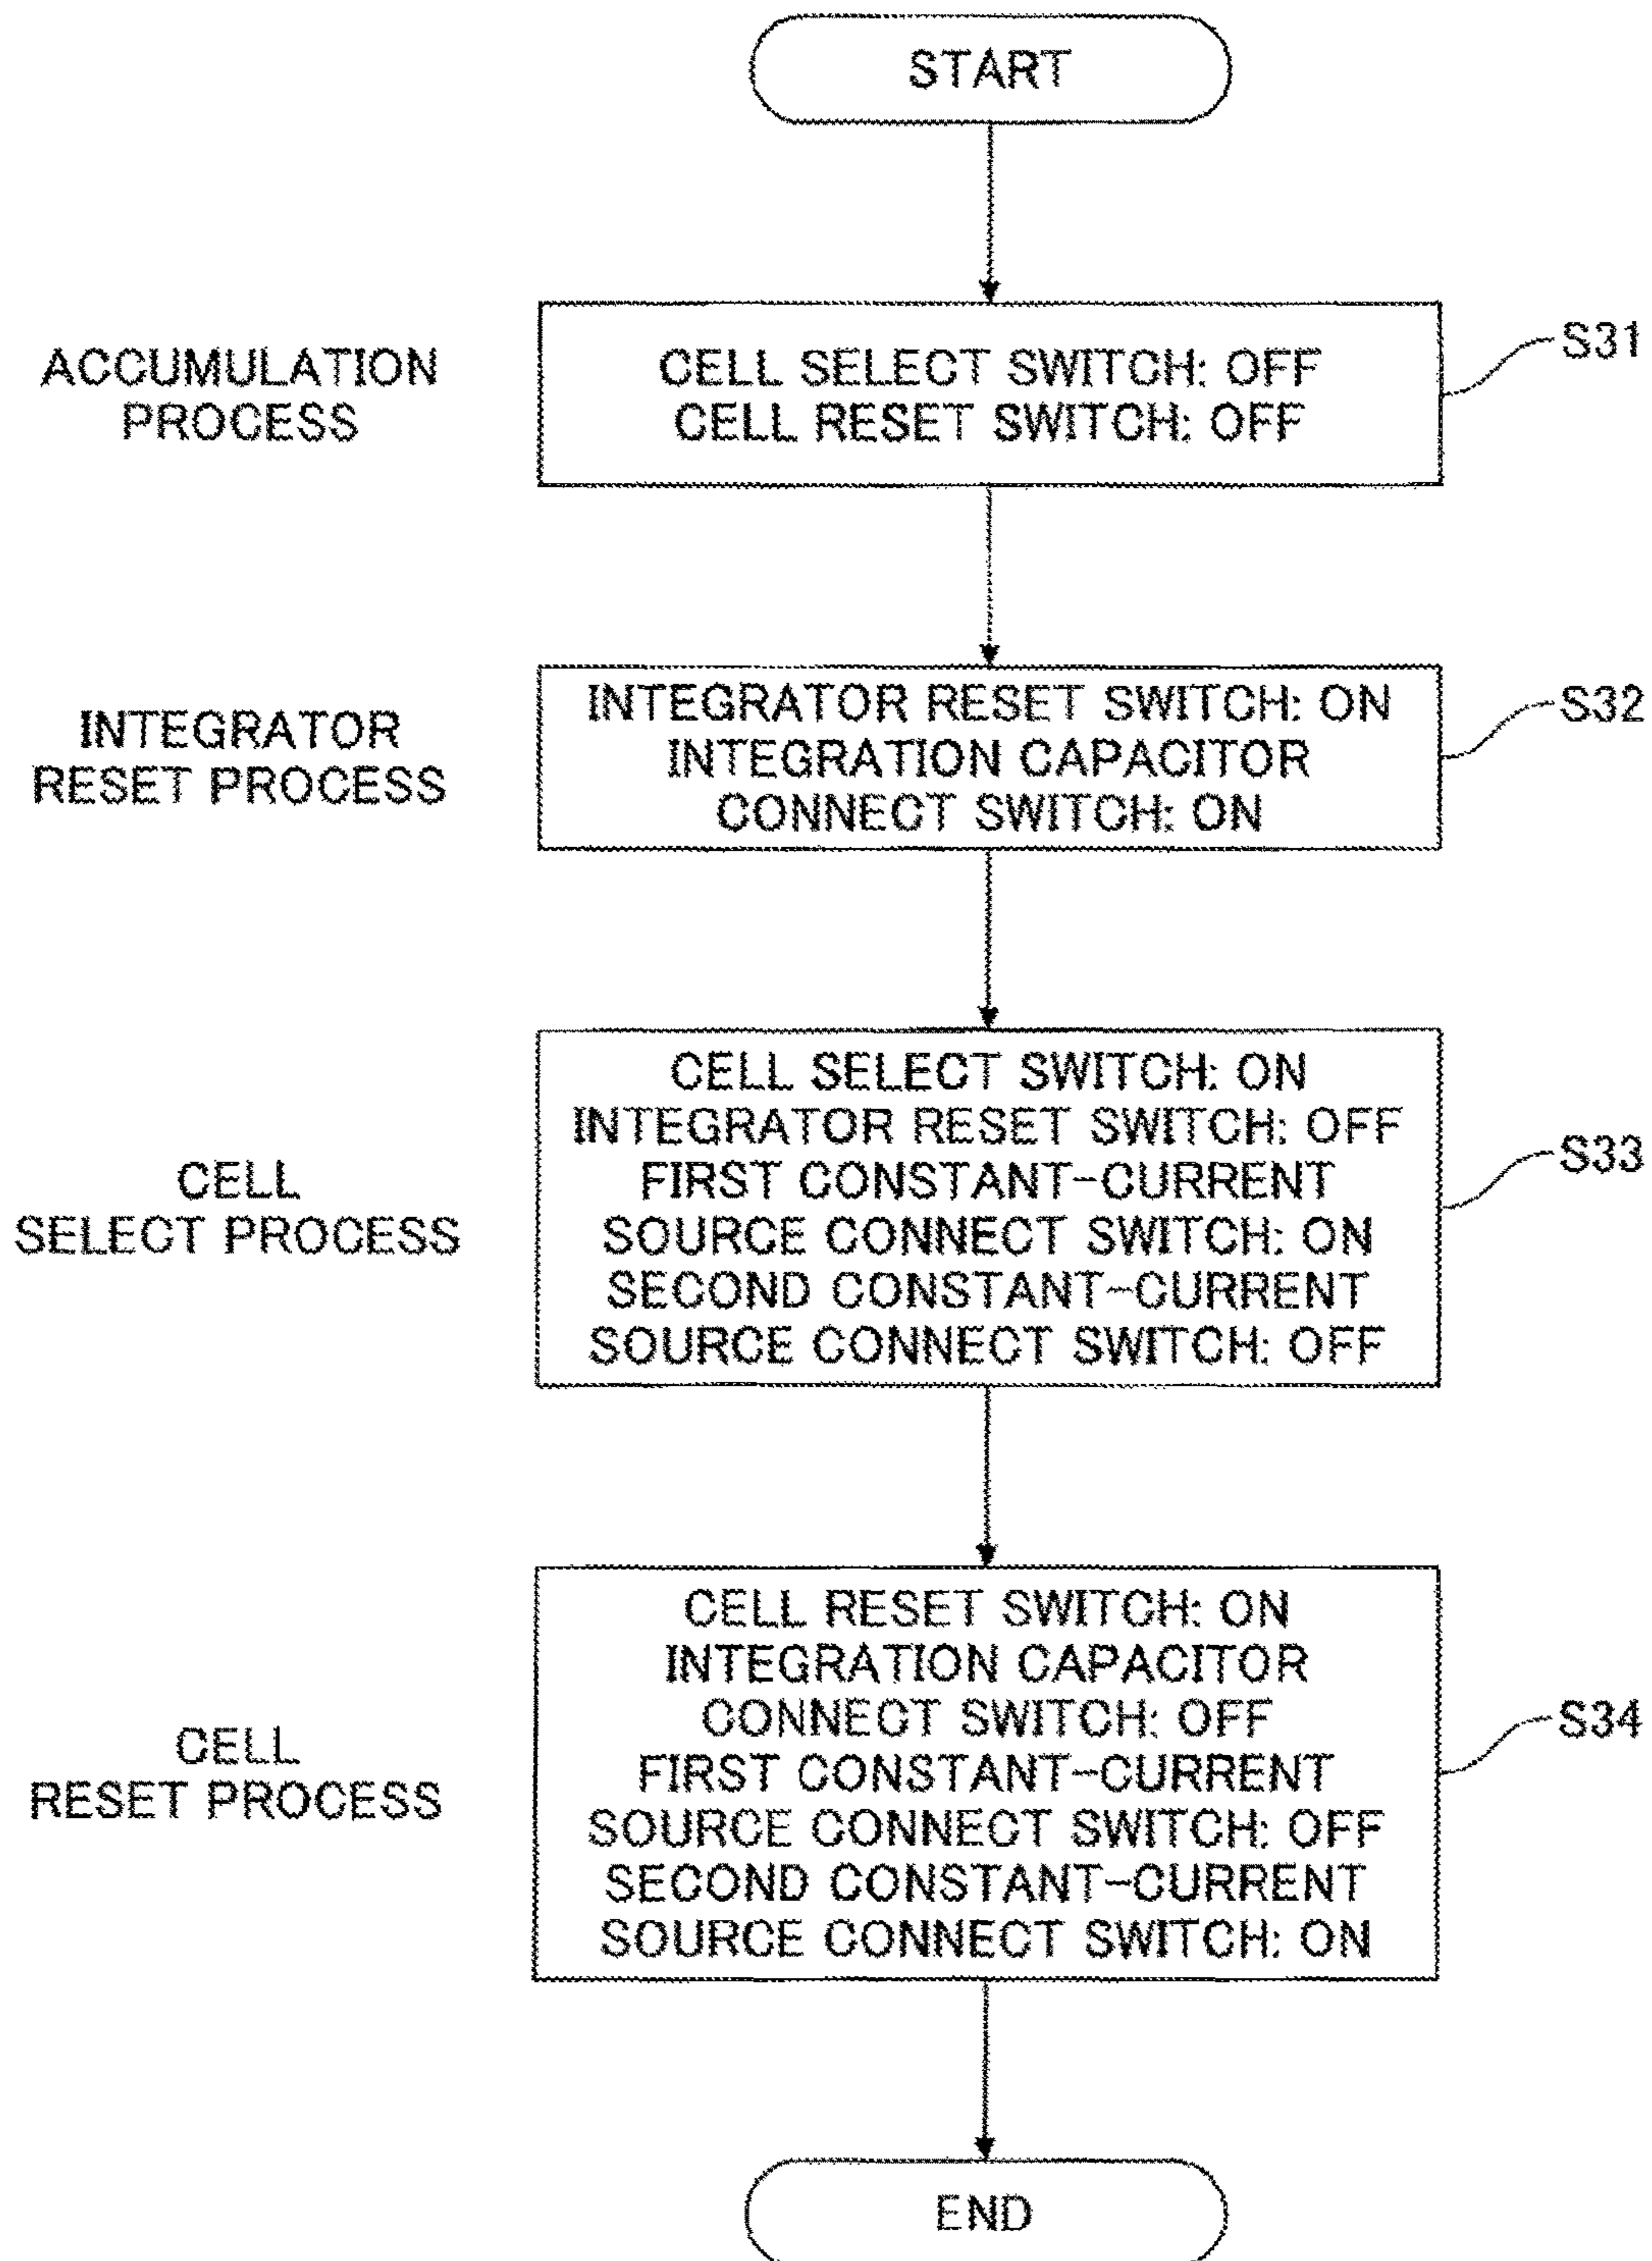 START
ACCUMULATION
PROCESS
CELL SELECT SWITCH: OFF
CELL RESET SWITCH: OFF
S31
INTEGRATOR
RESET PROCESS
INTEGRATOR RESET SWITCH: ON
INTEGRATION CAPACITOR
CONNECT SWITCH: ON
S32
CELL
SELECT PROCESS
CELL SELECT SWITCH: ON
INTEGRATOR RESET SWITCH: OFF
FIRST CONSTANT-CURRENT
SOURCE CONNECT SWITCH: ON
SECOND CONSTANT-CURRENT
SOURCE CONNECT SWITCH: OFF
S33
CELL
RESET PROCESS
CELL RESET SWITCH: ON
INTEGRATION CAPACITOR
CONNECT SWITCH: OFF
FIRST CONSTANT-CURRENT
SOURCE CONNECT SWITCH: OFF
SECOND CONSTANT-CURRENT
SOURCE CONNECT SWITCH: ON
S34
END